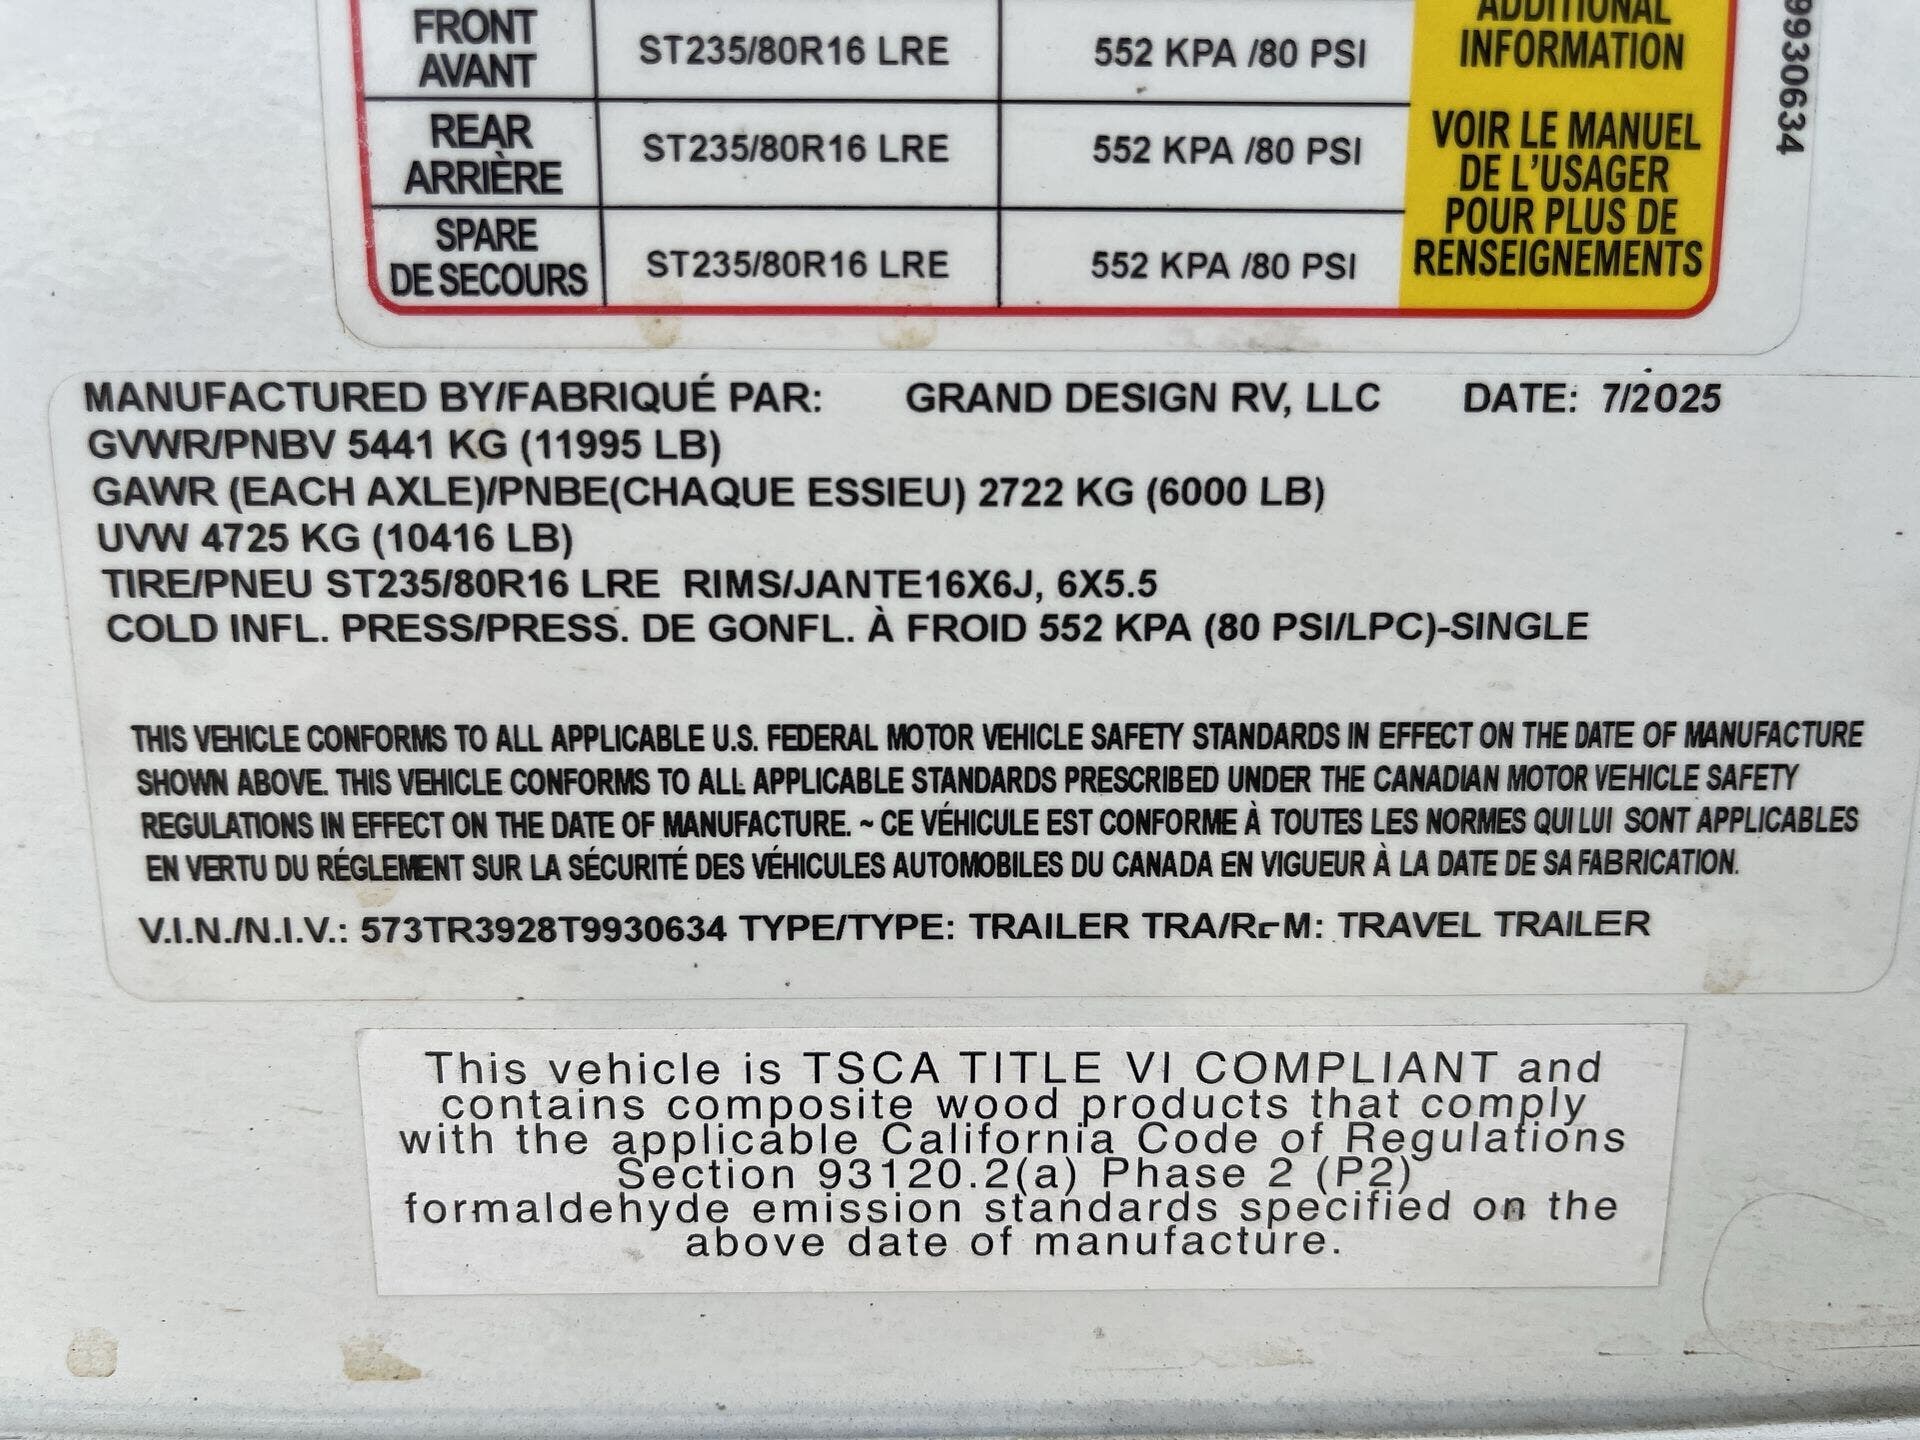 FRONT
AVANT
ST235/80R16 LRE
552 KPA /80 PSI
ADDITIONAL
INFORMATION
REAR
ARRIÈRE
ST235/80R16 LRE
552 KPA /80 PSI
SPARE
DE SECOURS
ST235/80R16 LRE
552 KPA /80 PSI
VOIR LE MANUEL
DE L'USAGER
POUR PLUS DE
RENSEIGNEMENTS
9930634
MANUFACTURED BY/FABRIQUÉ PAR: GRAND DESIGN RV, LLC DATE: 7/2025
GVWR/PNBV 5441 KG (11995 LB)
GAWR (EACH AXLE)/PNBE(CHAQUE ESSIEU) 2722 KG (6000 LB)
UVW 4725 KG (10416 LB)
TIRE/PNEU ST235/80R16 LRE RIMS/JANTE16X6J, 6X5.5
COLD INFL. PRESS/PRESS. DE GONFL. À FROID 552 KPA (80 PSI/LPC)-SINGLE
THIS VEHICLE CONFORMS TO ALL APPLICABLE U.S. FEDERAL MOTOR VEHICLE SAFETY STANDARDS IN EFFECT ON THE DATE OF MANUFACTURE
SHOWN ABOVE. THIS VEHICLE CONFORMS TO ALL APPLICABLE STANDARDS PRESCRIBED UNDER THE CANADIAN MOTOR VEHICLE SAFETY
REGULATIONS IN EFFECT ON THE DATE OF MANUFACTURE. ~ CE VÉHICULE EST CONFORME À TOUTES LES NORMES QUI LUI SONT APPLICABLES
EN VERTU DU RÉGLEMENT SUR LA SÉCURITÉ DES VÉHICULES AUTOMOBILES DU CANADA EN VIGUEUR À LA DATE DE SA FABRICATION.
V.I.N./N.I.V.: 573TR3928T9930634 TYPE/TYPE: TRAILER TRA/REM: TRAVEL TRAILER
This vehicle is TSCA TITLE VI COMPLIANT and
contains composite wood products that comply
with the applicable California Code of Regulations
Section 93120.2(a) Phase 2 (P2)
formaldehyde emission standards specified on the
above date of manufacture.